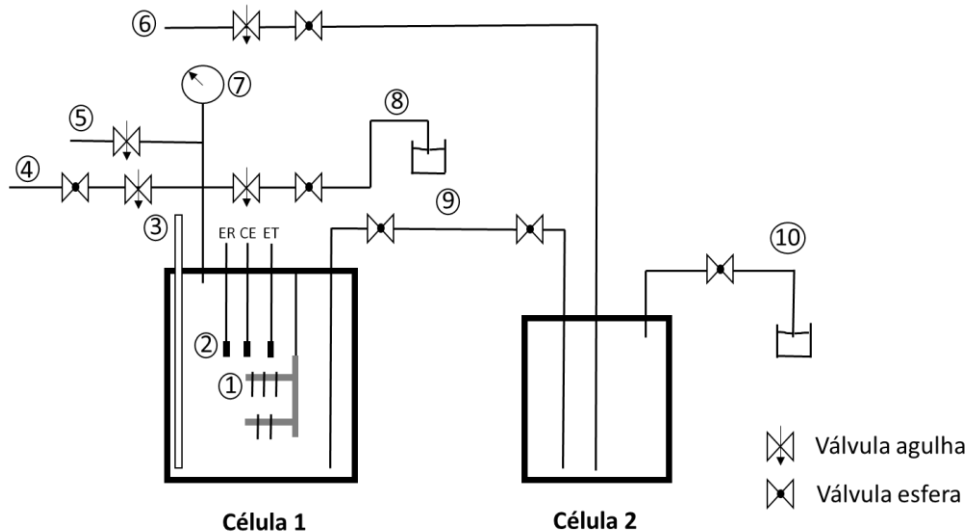 ⑥
⑦
⑤
⑧
④
⑨
③
ER CE ET
⑩
②
①
Válvula agulha
Válvula esfera
Célula 1
Célula 2